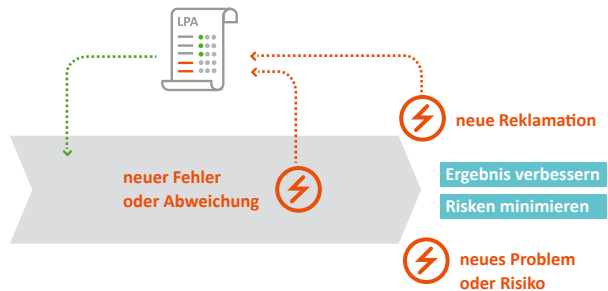 LPA
neue Reklamation
neuer Fehler
oder Abweichung
Ergebnis verbessern
Risken minimieren
neues Problem
oder Risiko